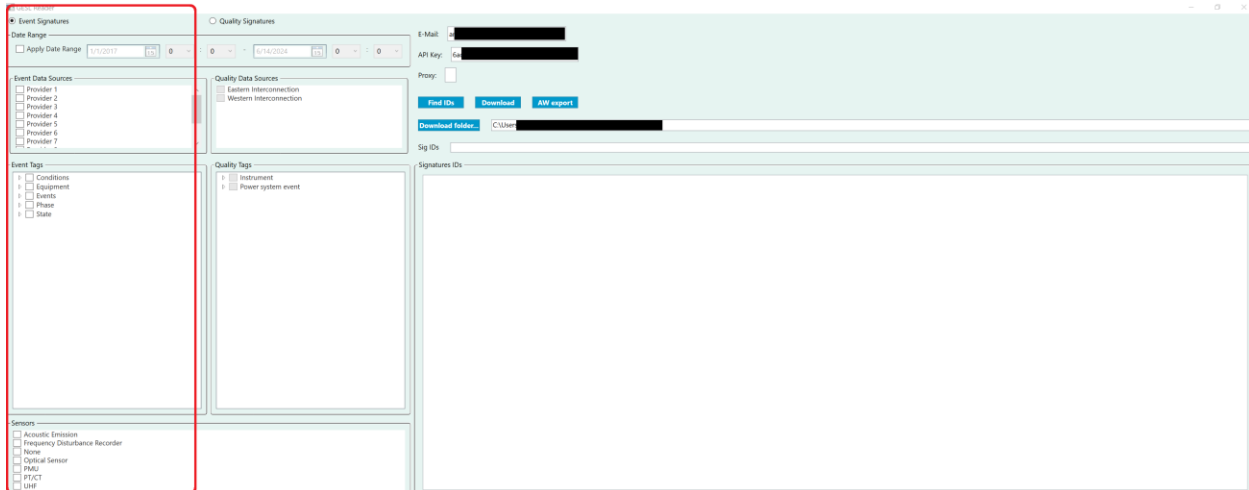 GESL Reader
Event Signatures
Quality Signatures
Date Range
Apply Date Range 1/1/2017 15 0 : 0 - 6/14/2024 15 0 : 0
Event Data Sources
Provider 1
Provider 2
Provider 3
Provider 4
Provider 5
Provider 6
Provider 7
Quality Data Sources
Eastern Interconnection
Western Interconnection
Event Tags
Conditions
Equipment
Events
Phase
State
Quality Tags
Instrument
Power system event
Sensors
Acoustic Emission
Frequency Disturbance Recorder
None
Optical Sensor
PMU
PT/CT
UHF
E-Mail:
API Key:
Proxy:
Find IDs Download AW export
Download folder... C:\User
Sig IDs
Signatures IDs